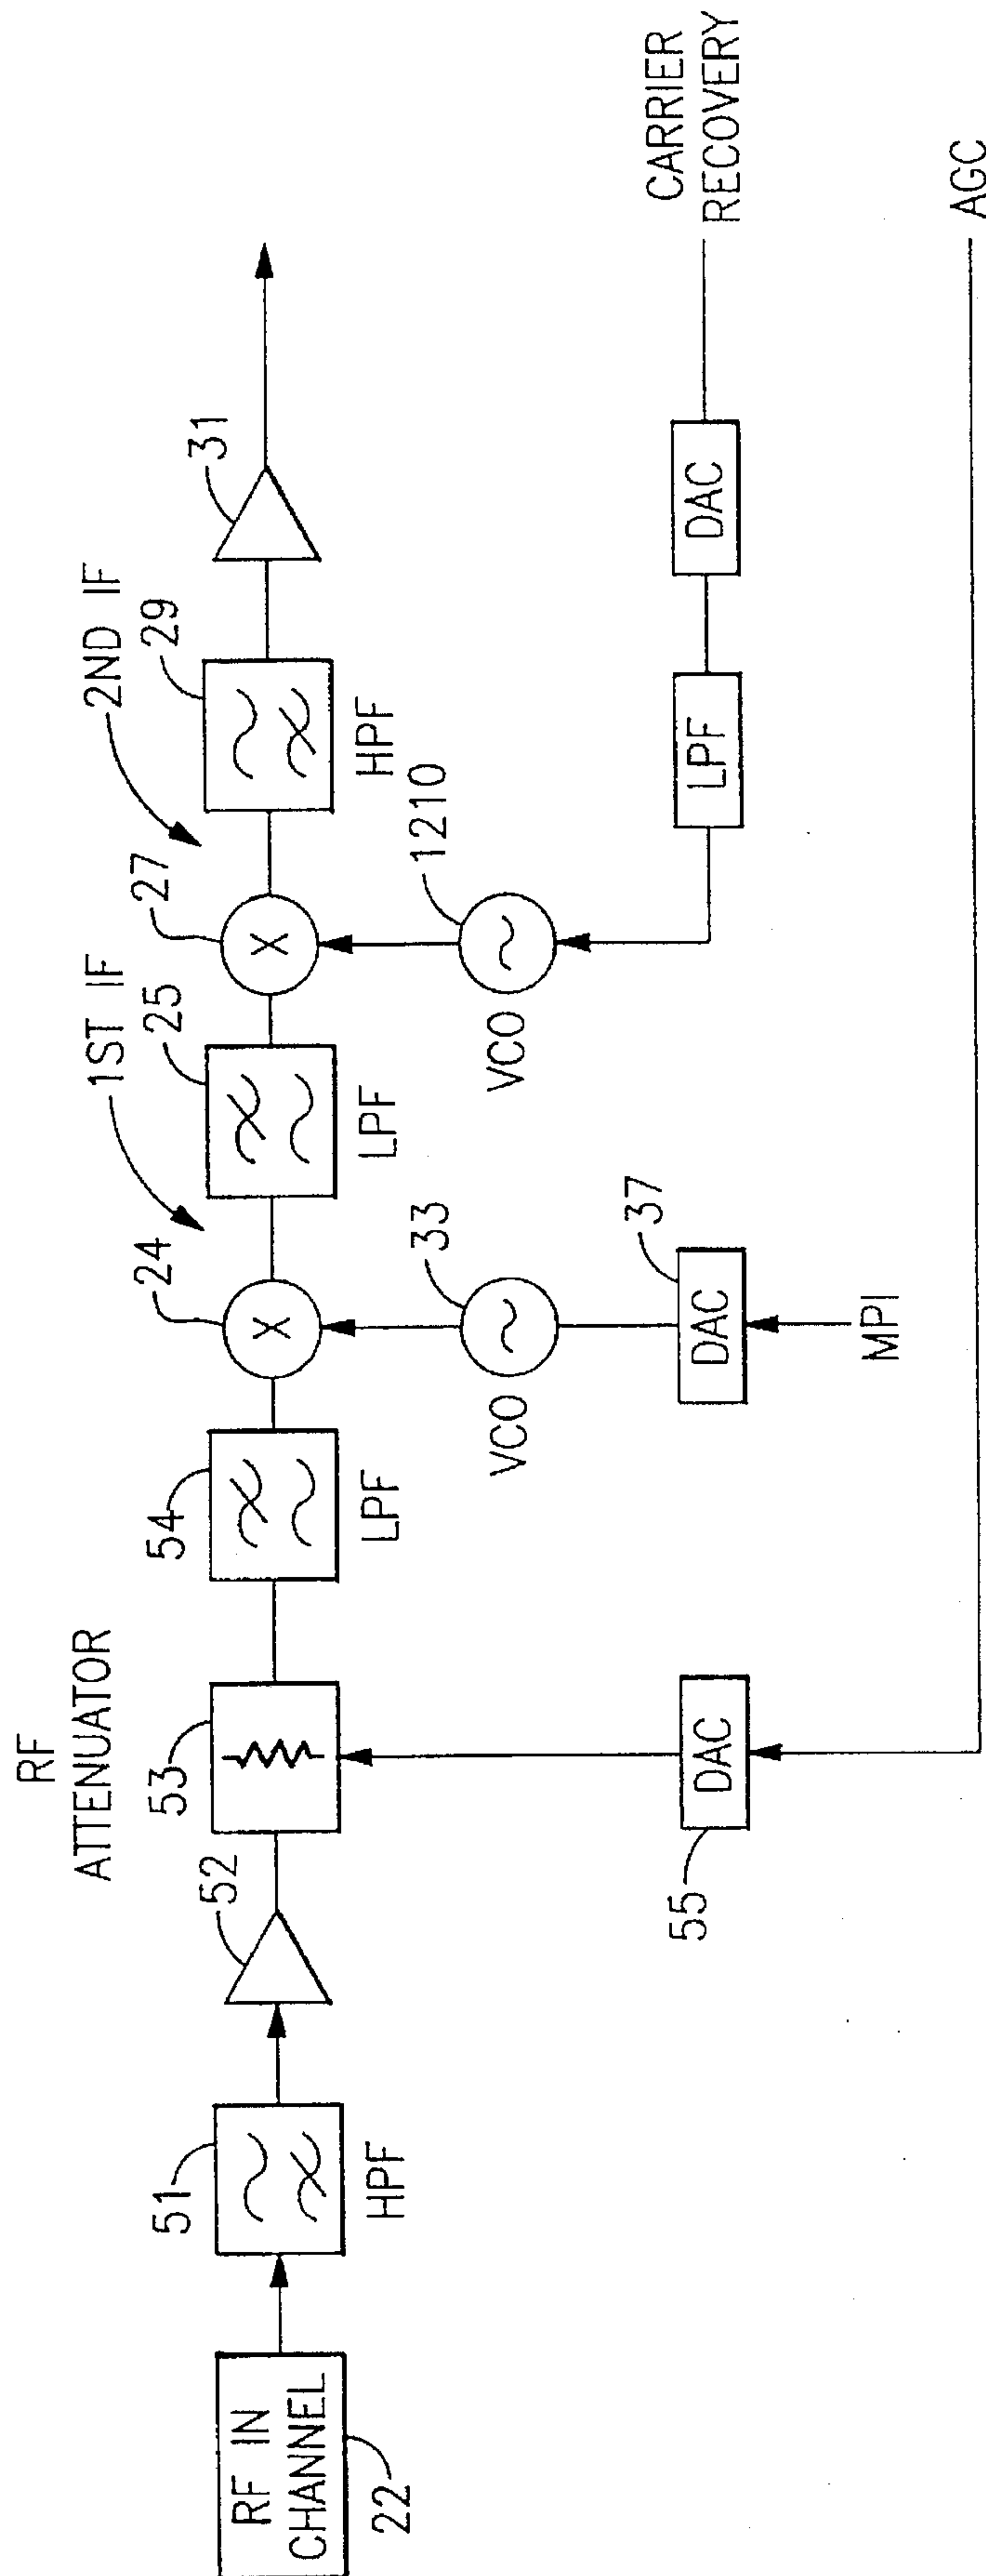 RF IN
CHANNEL
22
51
HPF
52
RF
ATTENUATOR
53
DAC
55
AGC
54
LPF
24
X
1ST IF
VCO
33
DAC
37
MPI
25
LPF
27
X
2ND IF
VCO
1210
LPF
DAC
CARRIER
RECOVERY
29
HPF
31